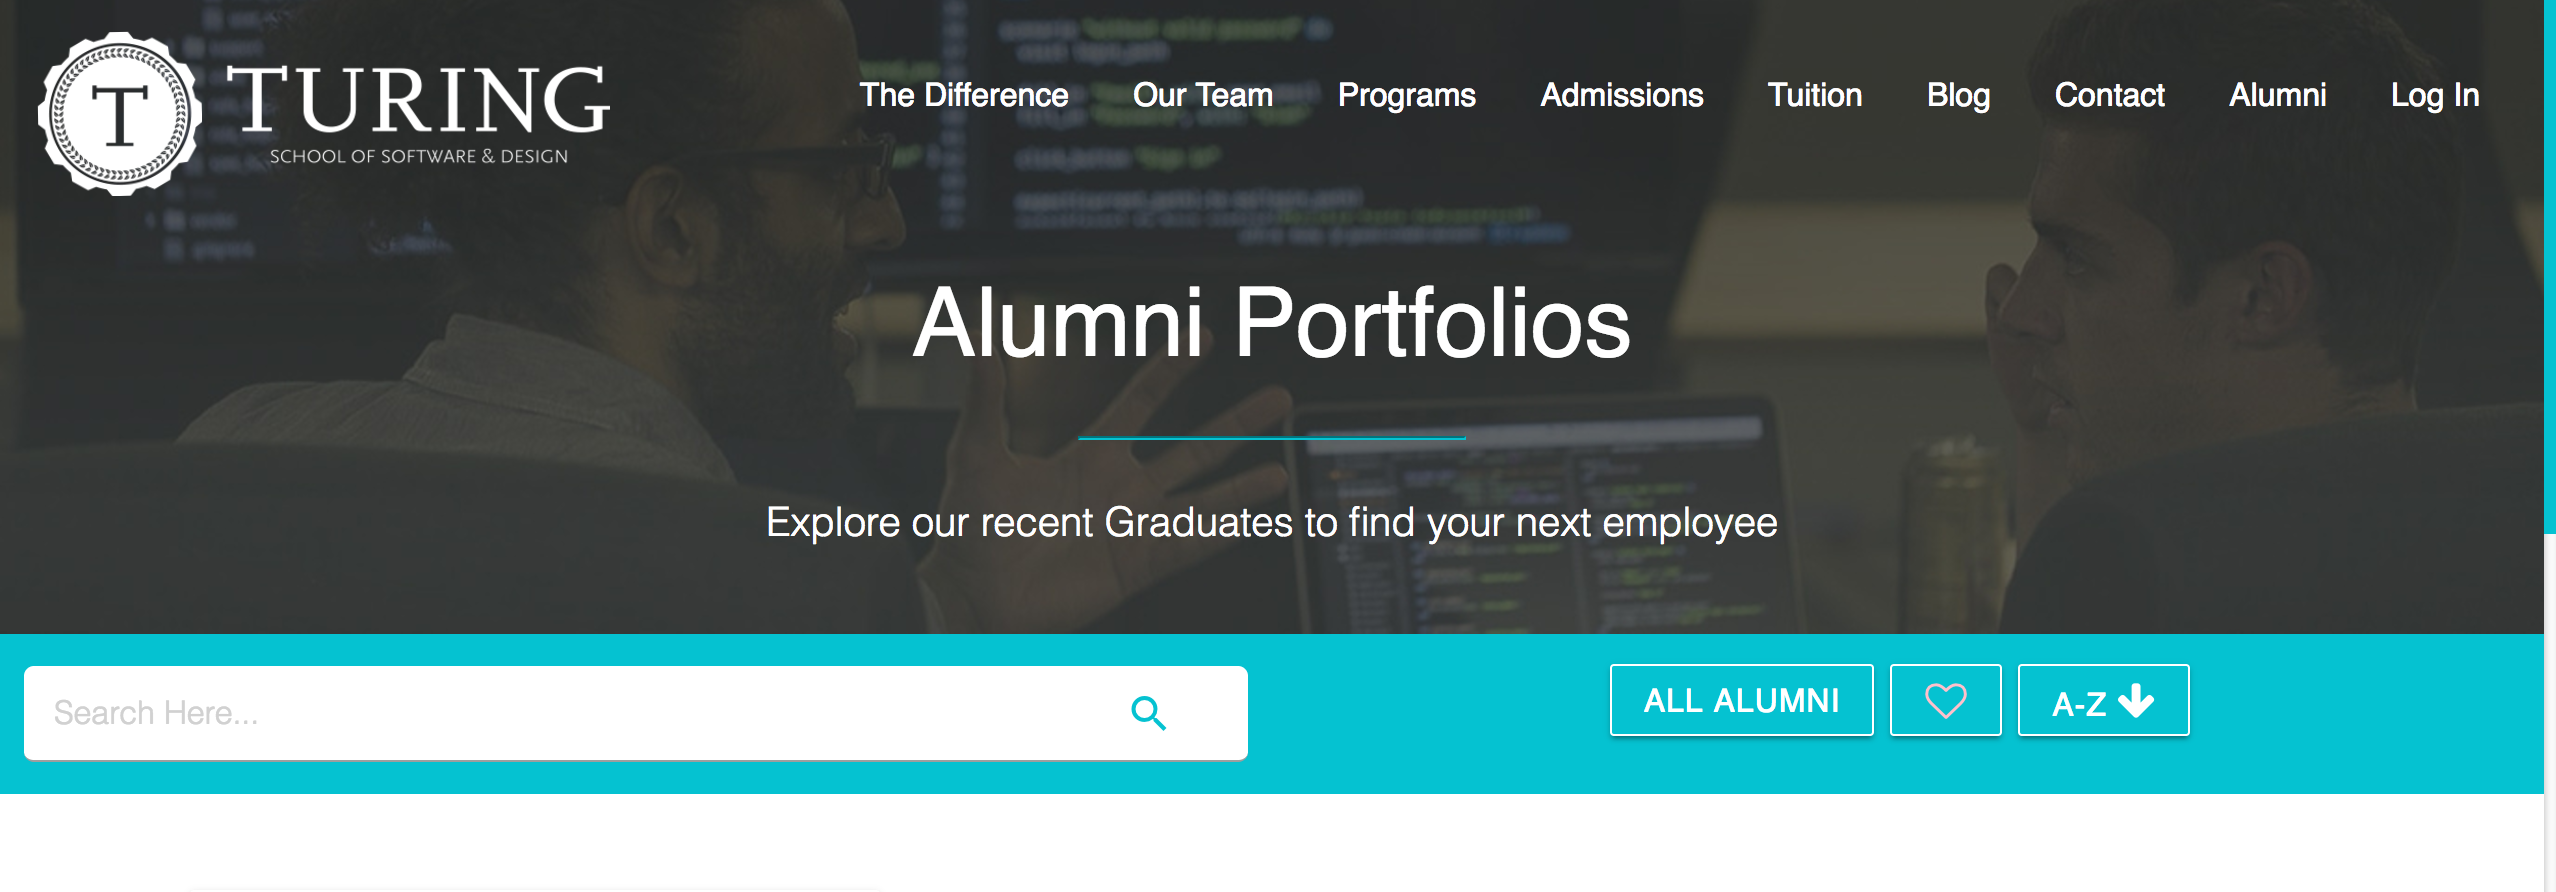 T
TURING
SCHOOL OF SOFTWARE & DESIGN
The Difference Our Team Programs Admissions Tuition Blog Contact Alumni Log In
Alumni Portfolios
Explore our recent Graduates to find your next employee
Search Here...
ALL ALUMNI
A-Z